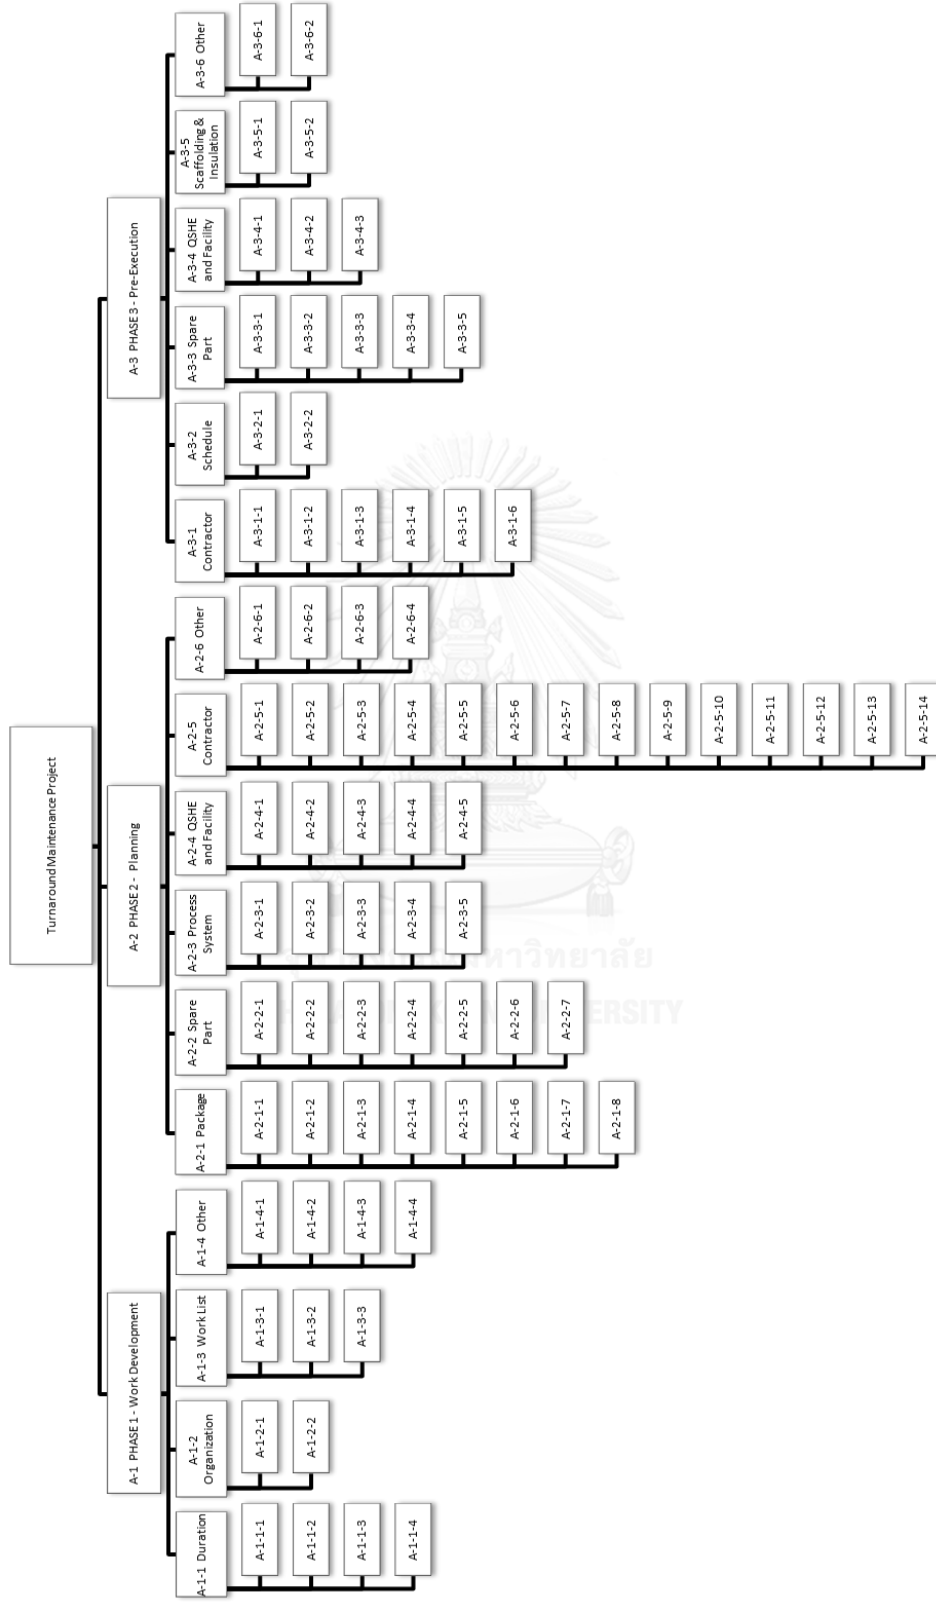 Turnaround Maintenance Project
A-1 PHASE 1 - Work Development
A-2 PHASE 2 - Planning
A-3 PHASE 3 - Pre-Execution
A-1-1 Duration
A-1-1-1
A-1-1-2
A-1-1-3
A-1-1-4
A-1-2
Organization
A-1-2-1
A-1-2-2
A-1-3 Work List
A-1-3-1
A-1-3-2
A-1-3-3
A-1-4 Other
A-1-4-1
A-1-4-2
A-1-4-3
A-1-4-4
A-2-1 Package
A-2-1-1
A-2-1-2
A-2-1-3
A-2-1-4
A-2-1-5
A-2-1-6
A-2-1-7
A-2-1-8
A-2-2 Spare
Part
A-2-2-1
A-2-2-2
A-2-2-3
A-2-2-4
A-2-2-5
A-2-2-6
A-2-2-7
A-2-3 Process
System
A-2-3-1
A-2-3-2
A-2-3-3
A-2-3-4
A-2-3-5
A-2-4 QSHE
and Facility
A-2-4-1
A-2-4-2
A-2-4-3
A-2-4-4
A-2-4-5
A-2-5
Contractor
A-2-5-1
A-2-5-2
A-2-5-3
A-2-5-4
A-2-5-5
A-2-5-6
A-2-5-7
A-2-5-8
A-2-5-9
A-2-5-10
A-2-5-11
A-2-5-12
A-2-5-13
A-2-5-14
A-2-6 Other
A-2-6-1
A-2-6-2
A-2-6-3
A-2-6-4
A-3-1
Contractor
A-3-1-1
A-3-1-2
A-3-1-3
A-3-1-4
A-3-1-5
A-3-1-6
A-3-2
Schedule
A-3-2-1
A-3-2-2
A-3-3 Spare
Part
A-3-3-1
A-3-3-2
A-3-3-3
A-3-3-4
A-3-3-5
A-3-4 QSHE
and Facility
A-3-4-1
A-3-4-2
A-3-4-3
A-3-5
Scaffolding &
Insulation
A-3-5-1
A-3-5-2
A-3-6 Other
A-3-6-1
A-3-6-2